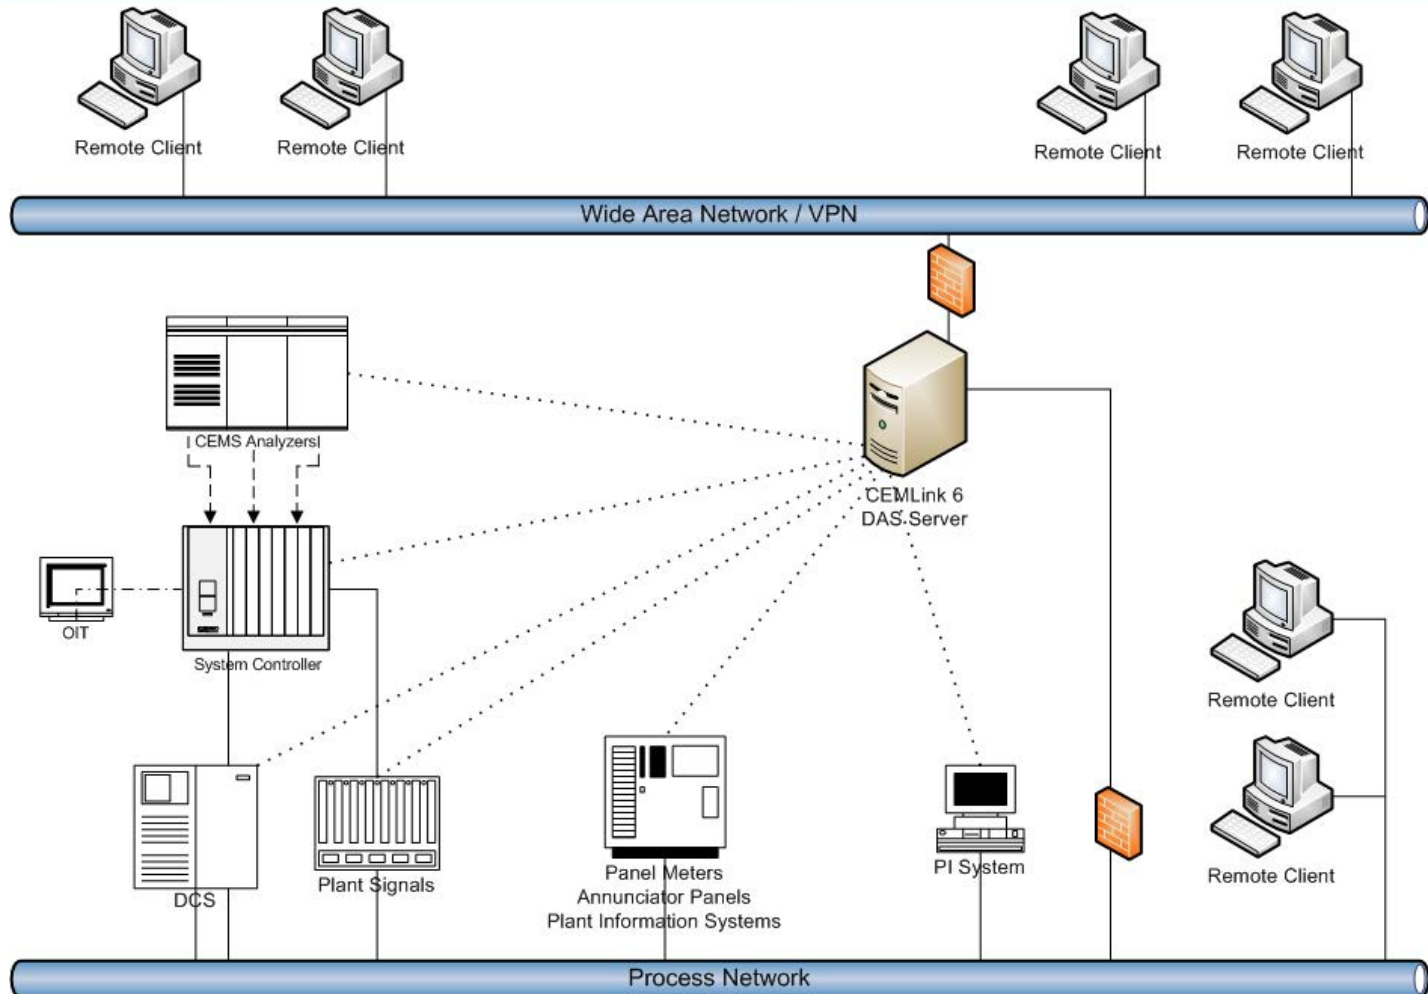 Remote Client
Remote Client
Remote Client
Remote Client
Wide Area Network / VPN
CEMS Analyzers
CEMLink 6
DAS Server
OIT
System Controller
Remote Client
DCS
Plant Signals
Panel Meters
Annunciator Panels
Plant Information Systems
PI System
Remote Client
Process Network